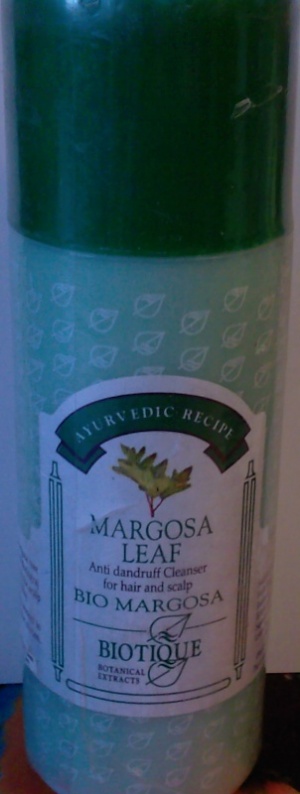 AYURVEDIC RECIPE
MARGOSA
LEAF
Anti dandruff Cleanser
for hair and scalp
BIO MARGOSA
BIOTIQUE
BOTANICAL
EXTRACTS